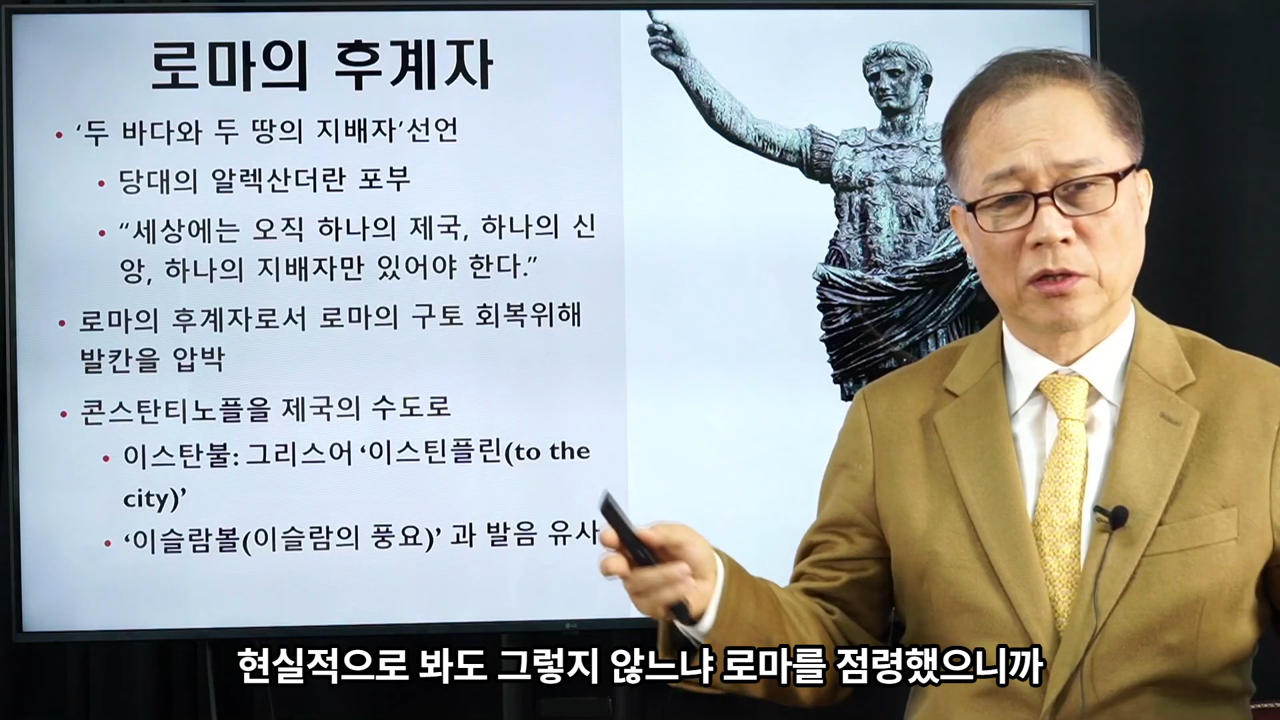 로마의 후계자
• ‘두 바다와 두 땅의 지배자’선언
• 당대의 알렉산더란 포부
• “세상에는 오직 하나의 제국, 하나의 신
앙, 하나의 지배자만 있어야 한다.”
• 로마의 후계자로서 로마의 구토 회복위해
발칸을 압박
• 콘스탄티노플을 제국의 수도로
• 이스탄불: 그리스어 ‘이스틴플린(to the
city)’
• ‘이슬람볼(이슬람의 풍요)’ 과 발음 유사
LG
현실적으로 봐도 그렇지 않느냐 로마를 점령했으니까